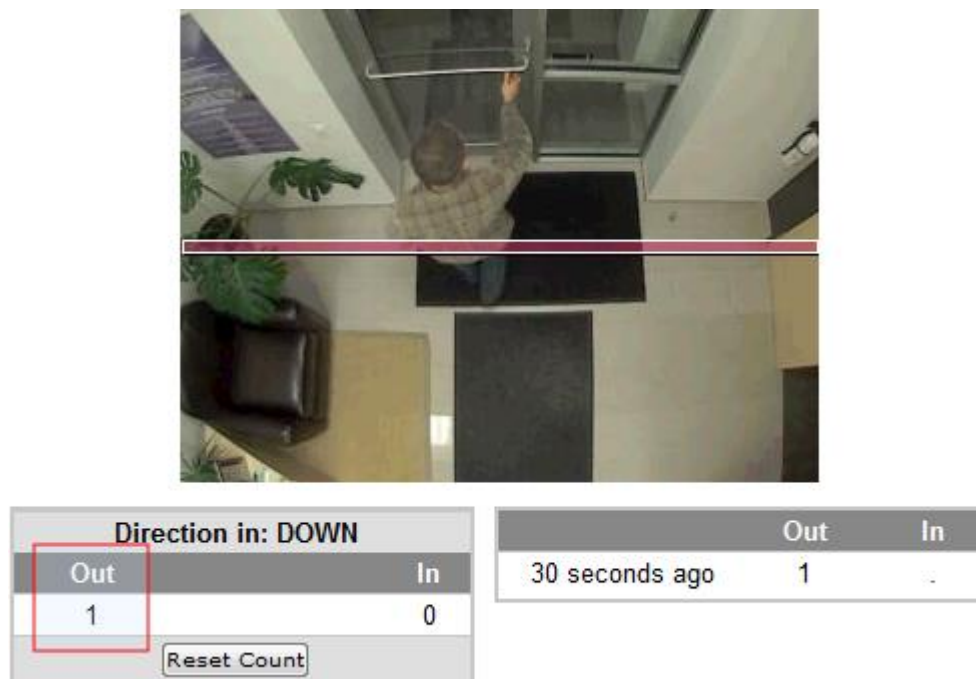 Direction in: DOWN
Out In
1 0
Reset Count
Out In
30 seconds ago 1 .